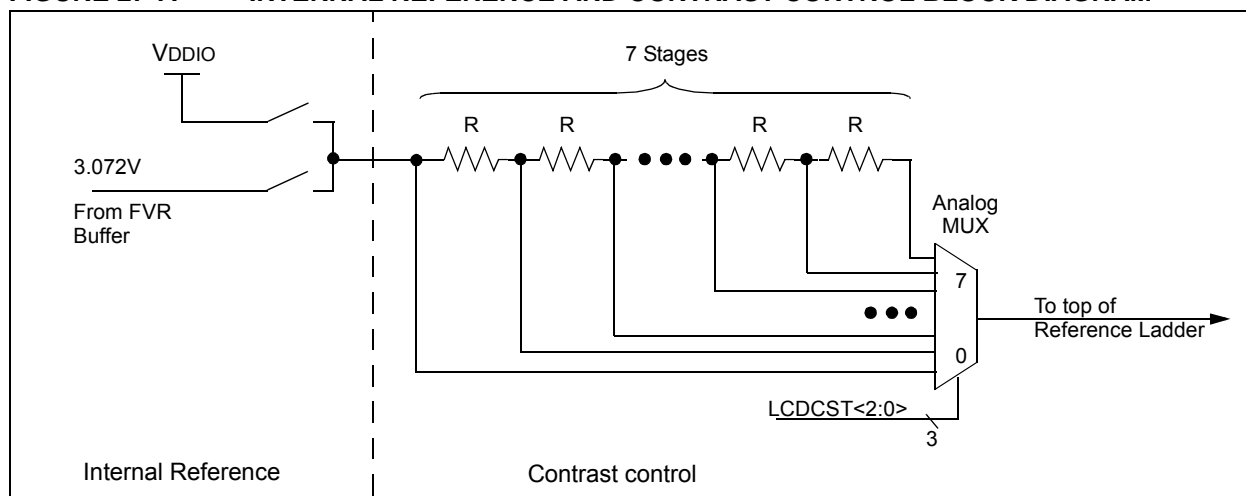 VDDIO
7 Stages
R
R
R
R
3.072V
From FVR
Buffer
Analog
MUX
7
0
To top of
Reference Ladder
LCDCST<2:0>
3
Internal Reference
Contrast control